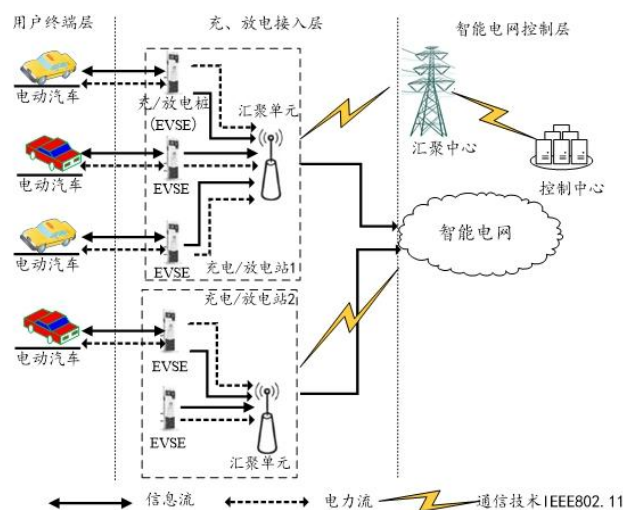 用户终端层
充、放电接入层
智能电网控制层
电动汽车
充/放电桩
(EVSE)
汇聚单元
汇聚中心
控制中心
电动汽车
EVSE
智能电网
电动汽车
EVSE
充电/放电站1
充电/放电站2
电动汽车
EVSE
EVSE
汇聚单元
信息流
电力流
通信技术IEEE802.11